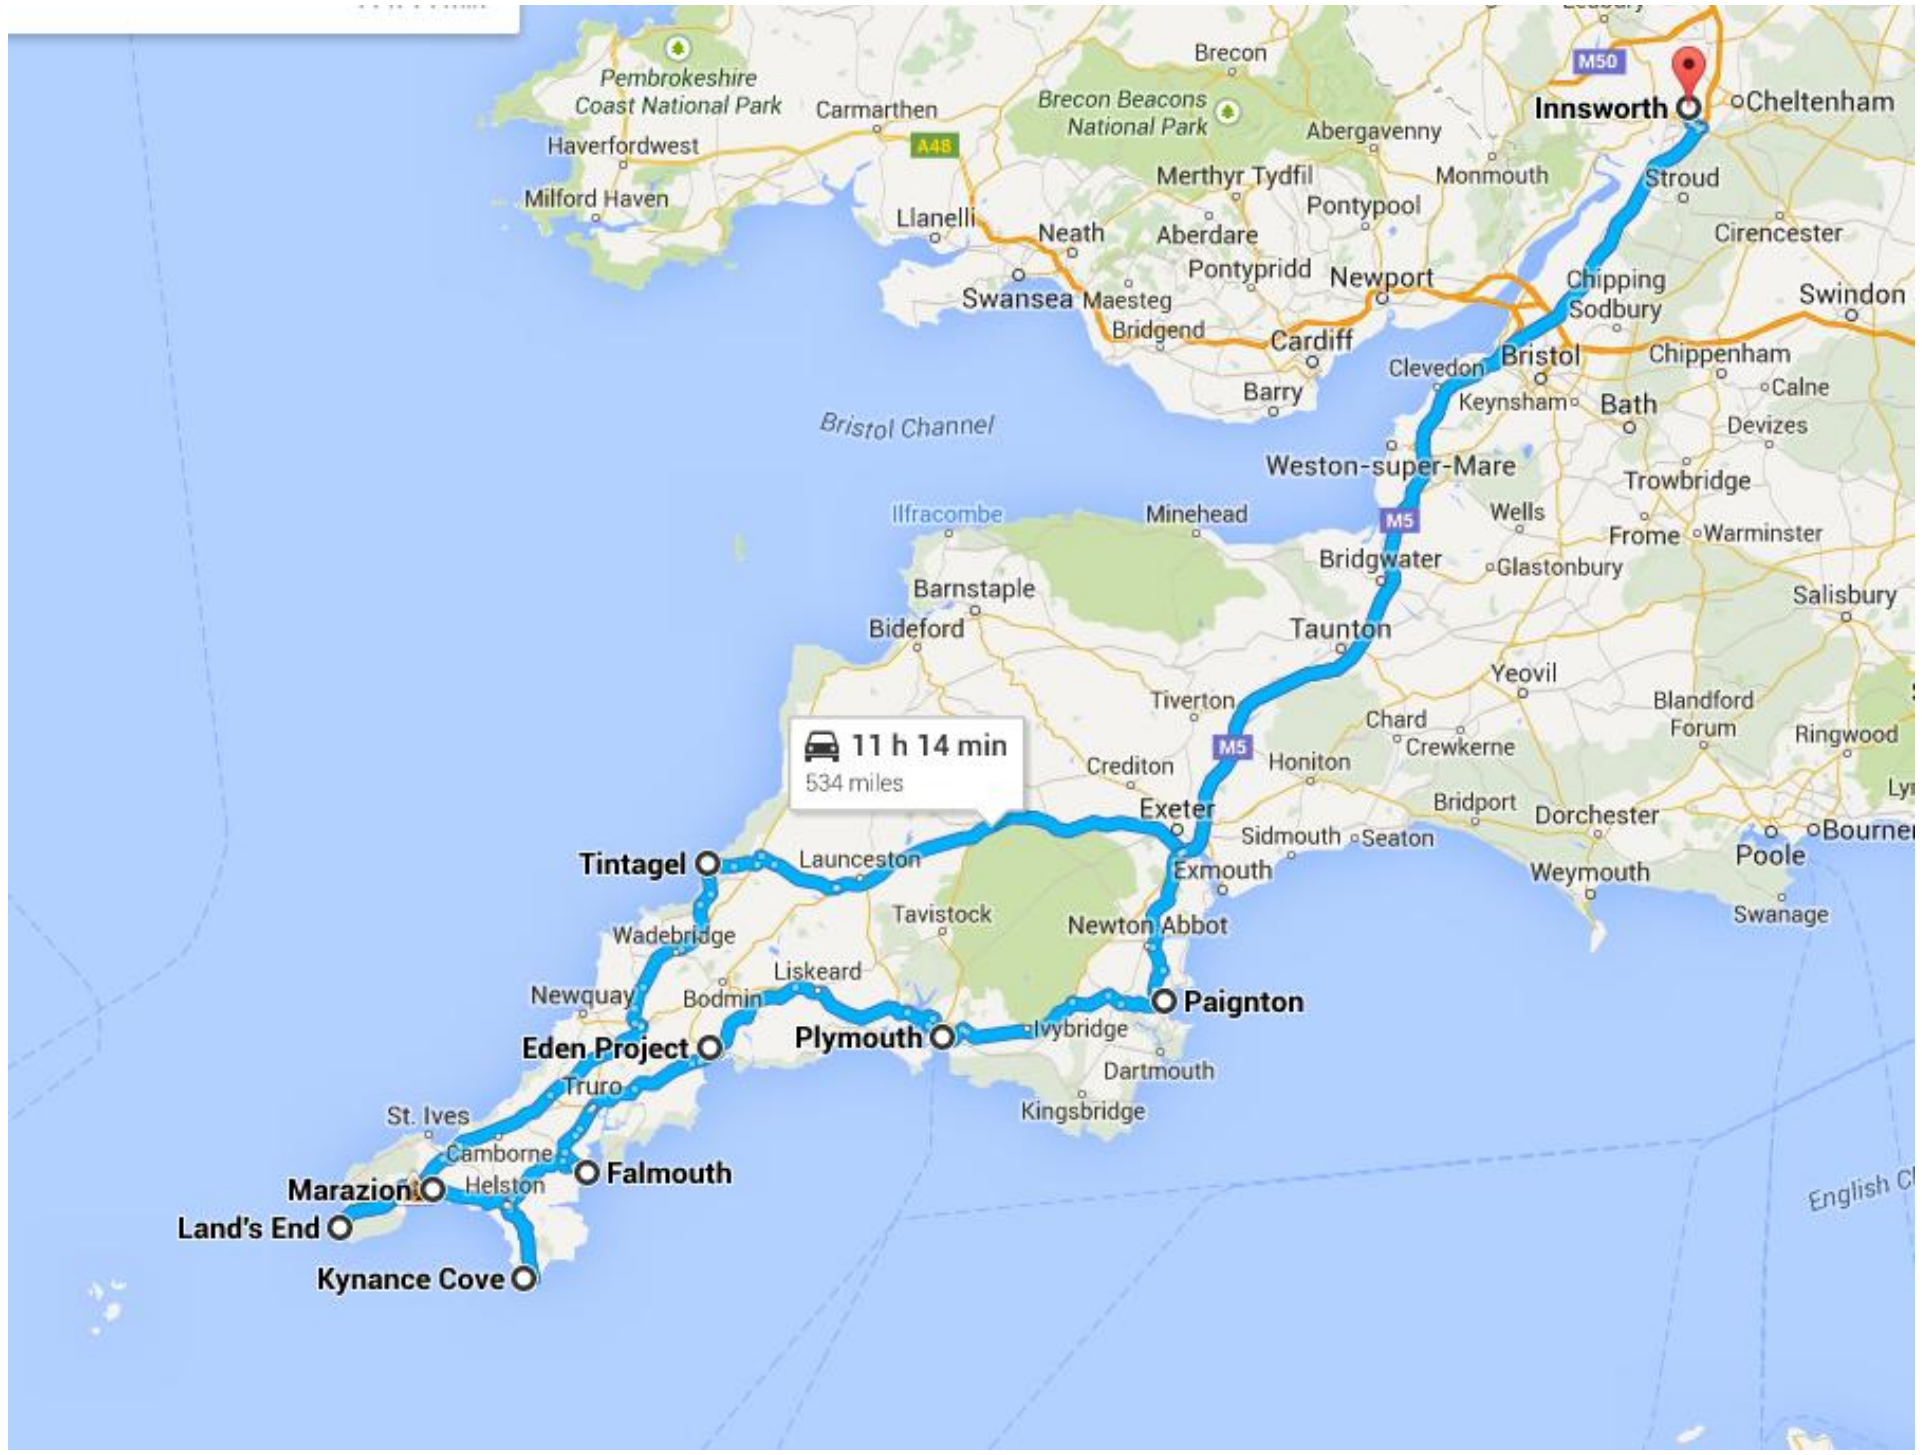 Ledbury
Brecon
M50
Pembrokeshire
Coast National Park
Carmarthen
Brecon Beacons
National Park
Innsworth
Cheltenham
Haverfordwest
A48
Abergavenny
Merthyr Tydfil
Monmouth
Stroud
Milford Haven
Llanelli
Neath
Aberdare
Pontypool
Cirencester
Pontypridd
Newport
Chipping
Sodbury
Swindon
Swansea
Maesteg
Bridgend
Cardiff
Clevedon
Bristol
Chippenham
Barry
Keynsham
Bath
Calne
Bristol Channel
Devizes
Weston-super-Mare
Trowbridge
Ilfracombe
Minehead
M5
Wells
Frome
Warminster
Bridgwater
Glastonbury
Barnstaple
Salisbury
Bideford
Taunton
Yeovil
Tiverton
Blandford
Forum
Chard
Crewkerne
Ringwood
11 h 14 min
534 miles
M5
Honiton
Crediton
Exeter
Bridport
Dorchester
Sidmouth
Seaton
Poole
Tintagel
Launceston
Exmouth
Weymouth
Tavistock
Newton Abbot
Swanage
Wadebridge
Liskeard
Newquay
Bodmin
Paignton
Plymouth
Ivybridge
Eden Project
Truro
Dartmouth
Kingsbridge
St. Ives
Camborne
Falmouth
Marazion
Helston
English
Land's End
Kynance Cove